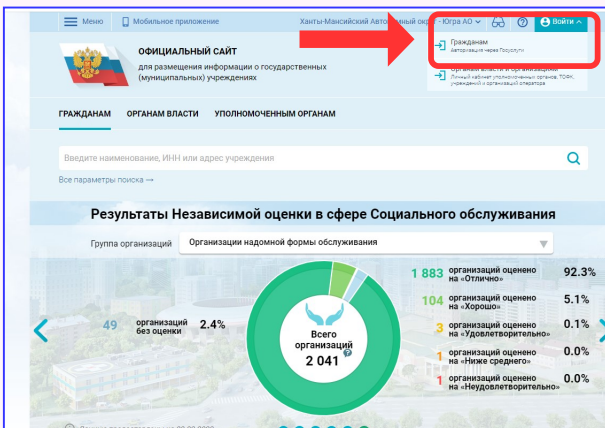 Меню
Мобильное приложение
Ханты-Мансийский Автономный округ - Югра АО
Войти
Гражданам
Авторизация через Госуслуги
Органам власти и организациям
Личный кабинет уполномоченных органов, ТОФК,
учреждений и организаций оператора
ОФИЦИАЛЬНЫЙ САЙТ
для размещения информации о государственных
(муниципальных) учреждениях
ГРАЖДАНАМ
ОРГАНАМ ВЛАСТИ
УПОЛНОМОЧЕННЫМ ОРГАНАМ
Введите наименование, ИНН или адрес учреждения
Все параметры поиска →
Результаты Независимой оценки в сфере Социального обслуживания
Группа организаций
Организации надомной формы обслуживания
49 организаций без оценки 2.4%
Всего
организаций
2 041
1 883 организаций оценено на «Отлично» 92.3%
104 организаций оценено на «Хорошо» 5.1%
3 организаций оценено на «Удовлетворительно» 0.1%
1 организаций оценено на «Ниже среднего» 0.0%
1 организаций оценено на «Неудовлетворительно» 0.0%